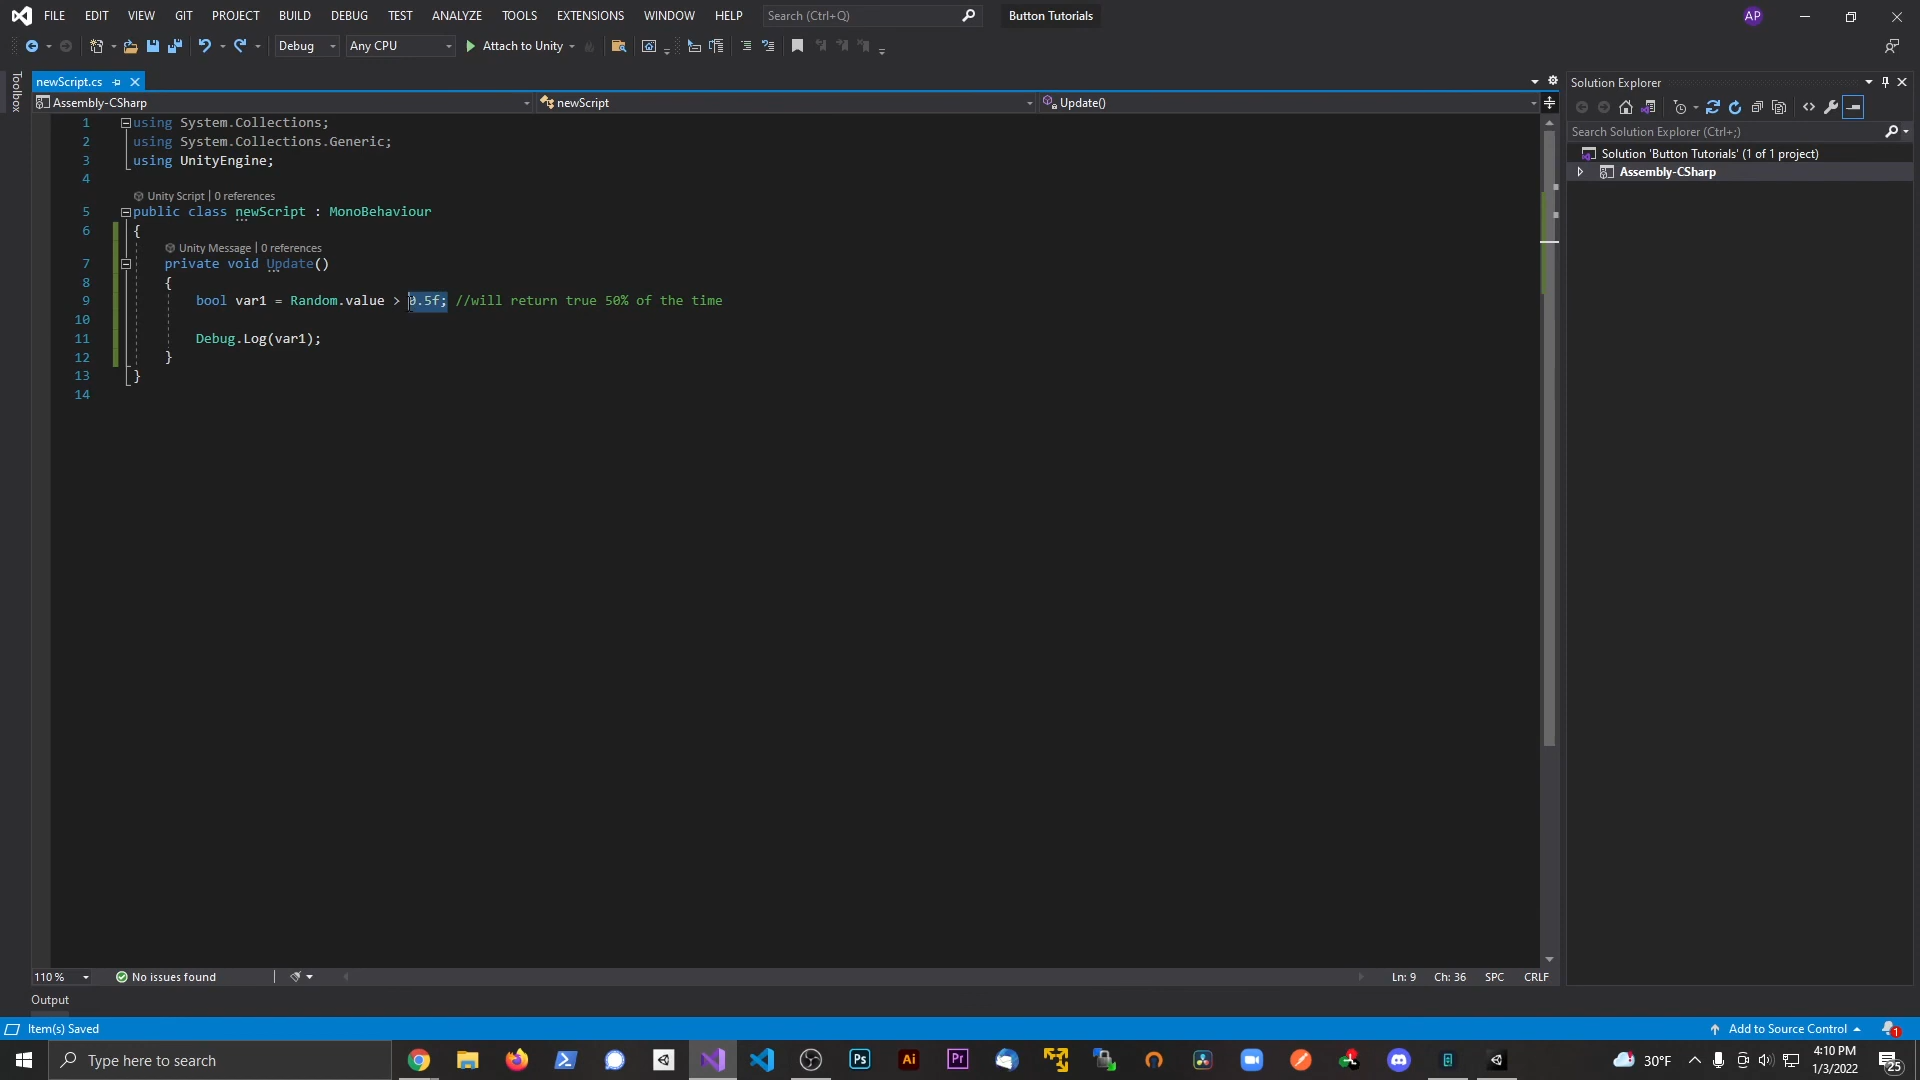 FILE EDIT VIEW GIT PROJECT BUILD DEBUG TEST ANALYZE TOOLS EXTENSIONS WINDOW HELP Search (Ctrl+Q) Button Tutorials AP
Debug Any CPU Attach to Unity
Toolbox
newScript.cs
Assembly-CSharp newScript Update()
1 using System.Collections;
2 using System.Collections.Generic;
3 using UnityEngine;
4
Unity Script | 0 references
5 public class newScript : MonoBehaviour
6 {
Unity Message | 0 references
7 private void Update()
8 {
9 bool var1 = Random.value > 0.5f; //will return true 50% of the time
10
11 Debug.Log(var1);
12 }
13 }
14
Solution Explorer
Search Solution Explorer (Ctrl+;)
Solution 'Button Tutorials' (1 of 1 project)
Assembly-CSharp
110 % No issues found Ln: 9 Ch: 36 SPC CRLF
Output
Item(s) Saved Add to Source Control 1
Type here to search Ps Ai Pr 30°F 4:10 PM
1/3/2022 25